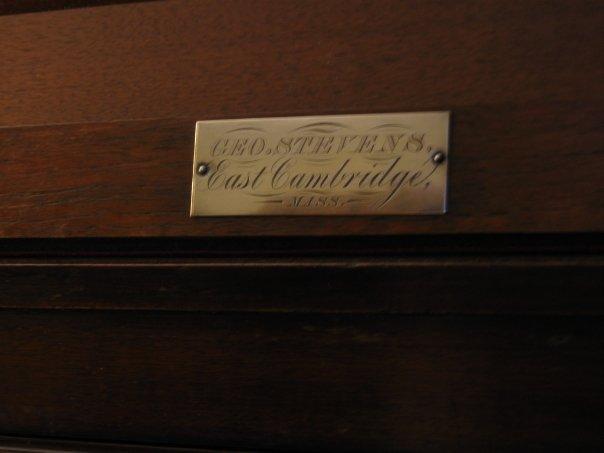 GEO. STEVENS,
East Cambridge,
MASS.